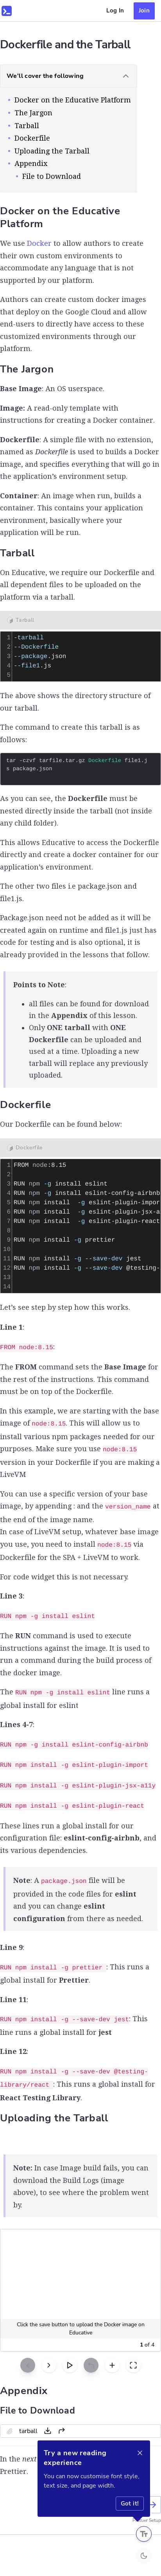 Log In
Join
Dockerfile and the Tarball
We'll cover the following
Docker on the Educative Platform
The Jargon
Tarball
Dockerfile
Uploading the Tarball
Appendix
File to Download
Docker on the Educative
Platform
We use Docker to allow authors to create
their own custom modules to use on
widgets and any language that is not
supported by our platform.
Authors can create custom docker images
they can deploy on the Google Cloud and allow
end-users to directly have access to these
customized environments through our
platform.
The Jargon
Base Image: An OS userspace.
Image: A read-only template with
instructions for creating a Docker container.
Dockerfile: A simple file with no extension,
named as Dockerfile is used to builds a Docker
image, and specifies everything that will go in
the application's environment setup.
Container: An image when run, builds a
container. This contains your application
environment, basically where your
application will be run.
Tarball
On Educative, we require our Dockerfile and
all dependent files to be uploaded on the
platform via a tarball.
Tarball
1 -tarball
2 --Dockerfile
3 --package.json
4 --file1.js
5
The above shows the directory structure of
our tarball.
The command to create this tarball is as
follows:
tar -czvf tarfile.tar.gz Dockerfile file1.j
s package.json
As you can see, the Dockerfile must be
nested directly inside the tarball (not inside
any child folder).
This allows Educative to access the Dockerfile
directly and create a docker container for our
application's environment.
The other two files are package.json and
file1.js.
Package.json need not be added as it will be
created again on runtime and file1.js just has
some code for testing and is optional, it is
already provided in the lessons that follow.
Points to Note:
all files can be found for download
in the Appendix of this lesson.
Only ONE tarball with ONE
Dockerfile can be uploaded and
used at a time. Uploading a new
tarball will replace any previously
uploaded.
Dockerfile
Our Dockerfile can be found below:
Dockerfile
1 FROM node:8.15
2
3 RUN npm -g install eslint
4 RUN npm -g install eslint-config-airbnb
5 RUN npm install -g eslint-plugin-impor
6 RUN npm install -g eslint-plugin-jsx-a
7 RUN npm install -g eslint-plugin-react
8
9 RUN npm install -g prettier
10
11 RUN npm install -g --save-dev jest
12 RUN npm install -g --save-dev @testing-
13
14
Let's see step by step how this works.
Line 1:
FROM node:8.15:
The FROM command sets the Base Image for
the rest of the instructions. This command
must be on top of the Dockerfile.
In this example, we are starting with the base
image of node:8.15. This will allow us to
install various npm packages needed for our
purposes. Make sure you use node:8.15
version in your Dockerfile if you are making a
LiveVM
You can use a specific version of your base
image, by appending : and the version_name at
the end of the image name.
In case of LiveVM setup, whatever base image
you use, you need to install node:8.15 via
Dockerfile for the SPA + LiveVM to work.
For code widget this is not necessary.
Line 3:
RUN npm -g install eslint
The RUN command is used to execute
instructions against the image. It is used to
run a command during the build process of
the docker image.
The RUN npm -g install eslint line runs a
global install for eslint
Lines 4-7:
RUN npm -g install eslint-config-airbnb
RUN npm install -g eslint-plugin-import
RUN npm install -g eslint-plugin-jsx-a11y
RUN npm install -g eslint-plugin-react
These lines run a global install for our
configuration file: eslint-config-airbnb, and
its various dependencies.
Note: A package.json file will be
provided in the code files for eslint
and you can change eslint
configuration from there as needed.
Line 9:
RUN npm install -g prettier : This runs a
global install for Prettier.
Line 11:
RUN npm install -g --save-dev jest: This
line runs a global install for jest
Line 12:
RUN npm install -g --save-dev @testing-
library/react : This runs a global install for
React Testing Library.
Uploading the Tarball
Note: In case Image build fails, you can
download the Build Logs (image
above), to see where the problem went
by.
Click the save button to upload the Docker image on
Educative
1 of 4
Appendix
File to Download
tarball
In the next
Prettier.
Try a new reading
experience
You can now customise font style,
text size, and page width.
Got it!
Setup
Tт